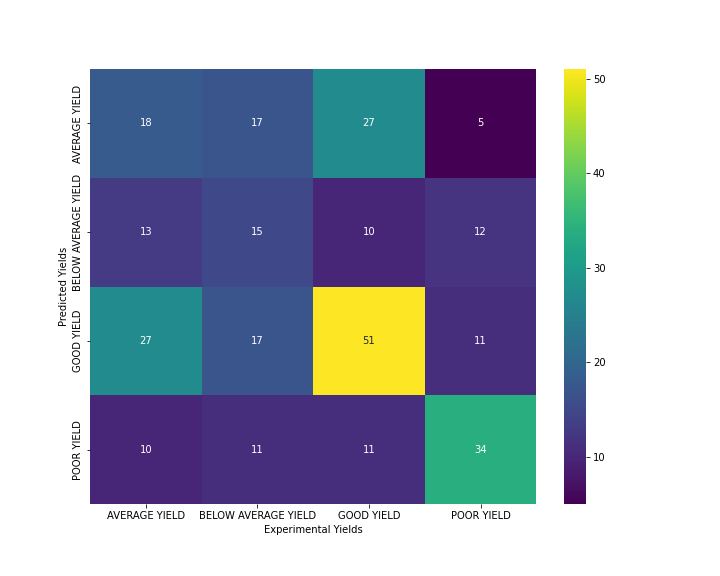 Predicted Yields
AVERAGE YIELD
18 17 27 5
BELOW AVERAGE YIELD
13 15 10 12
GOOD YIELD
27 17 51 11
POOR YIELD
10 11 11 34
AVERAGE YIELD BELOW AVERAGE YIELD GOOD YIELD POOR YIELD
Experimental Yields
50
40
30
20
10